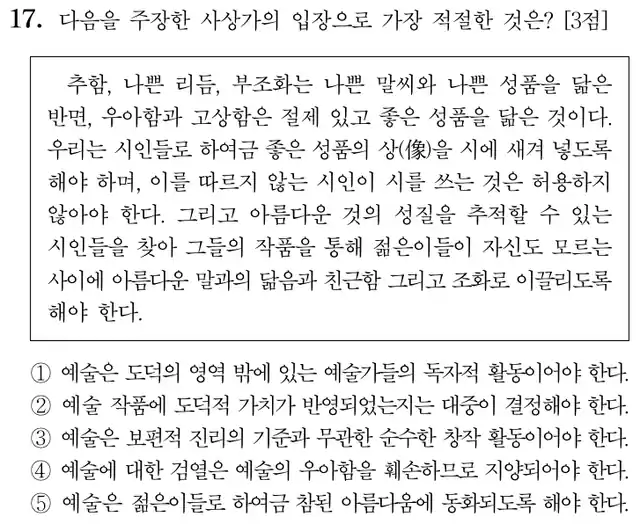 17. 다음을 주장한 사상가의 입장으로 가장 적절한 것은? [3점]
추함, 나쁜 리듬, 부조화는 나쁜 말씨와 나쁜 성품을 닮은
반면, 우아함과 고상함은 절제 있고 좋은 성품을 닮은 것이다.
우리는 시인들로 하여금 좋은 성품의 상(像)을 시에 새겨 넣도록
해야 하며, 이를 따르지 않는 시인이 시를 쓰는 것은 허용하지
않아야 한다. 그리고 아름다운 것의 성질을 추적할 수 있는
시인들을 찾아 그들의 작품을 통해 젊은이들이 자신도 모르는
사이에 아름다운 말과의 닮음과 친근함 그리고 조화로 이끌리도록
해야 한다.
① 예술은 도덕의 영역 밖에 있는 예술가들의 독자적 활동이어야 한다.
② 예술 작품에 도덕적 가치가 반영되었는지는 대중이 결정해야 한다.
③ 예술은 보편적 진리의 기준과 무관한 순수한 창작 활동이어야 한다.
④ 예술에 대한 검열은 예술의 우아함을 훼손하므로 지양되어야 한다.
⑤ 예술은 젊은이들로 하여금 참된 아름다움에 동화되도록 해야 한다.